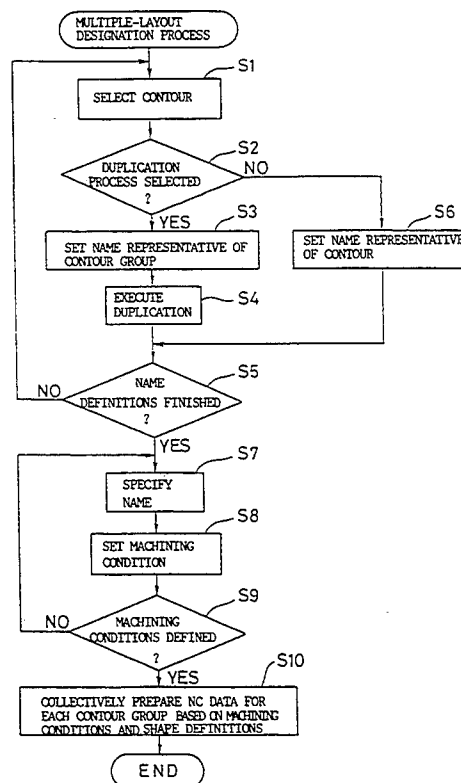 MULTIPLE-LAYOUT
DESIGNATION PROCESS
S1
SELECT CONTOUR
S2
DUPLICATION
PROCESS SELECTED
?
NO
YES
S3
SET NAME REPRESENTATIVE OF
CONTOUR GROUP
S6
SET NAME REPRESENTATIVE
OF CONTOUR
S4
EXECUTE
DUPLICATION
S5
NAME
DEFINITIONS FINISHED
?
NO
YES
S7
SPECIFY
NAME
S8
SET MACHINING
CONDITION
S9
MACHINING
CONDITIONS DEFINED
?
NO
YES
S10
COLLECTIVELY PREPARE NC DATA FOR
EACH CONTOUR GROUP BASED ON MACHINING
CONDITIONS AND SHAPE DEFINITIONS
END